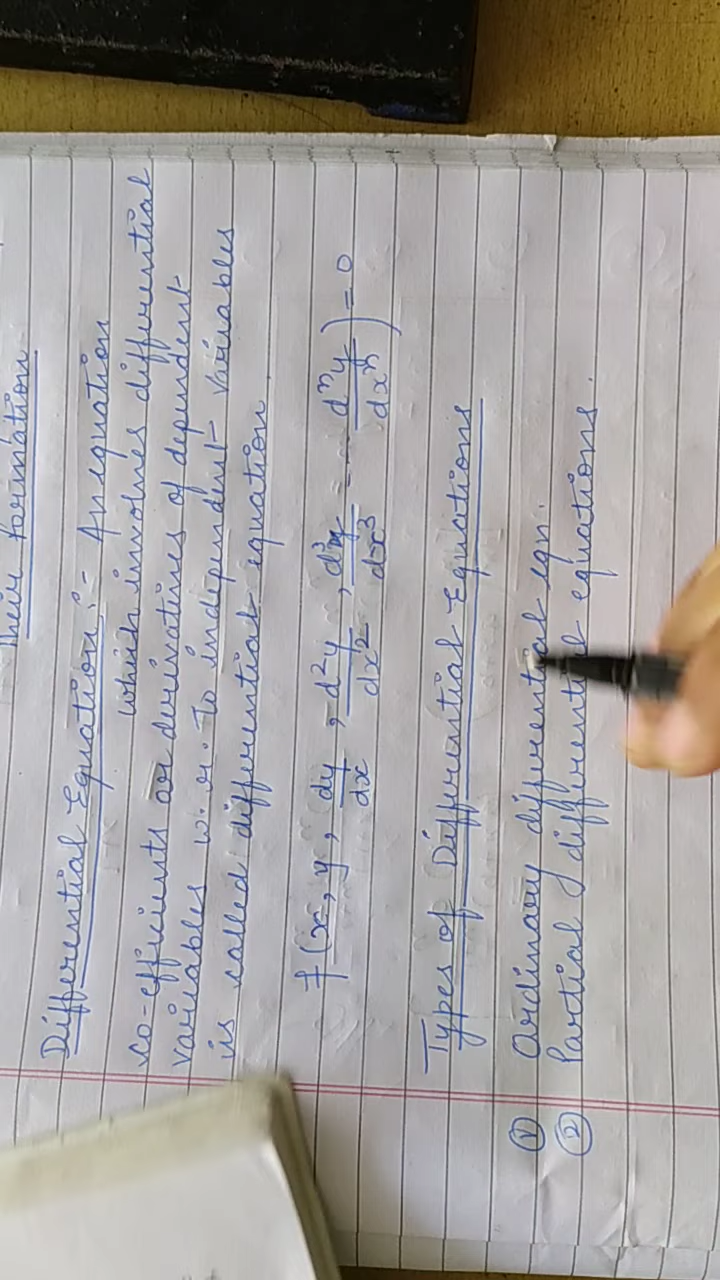 Their Formation.
Differential Equation :- An equation
which involves differential
co-efficients or derivatives of dependent
variables w.r. To independent variables
is called differential equation
f(x, y, dy/dx, d²y/dx², d³y/dx³ --- dⁿy/dxⁿ) = 0
Types of Differential Equations
① Ordinary differential eqn.
② Partial differential equations.